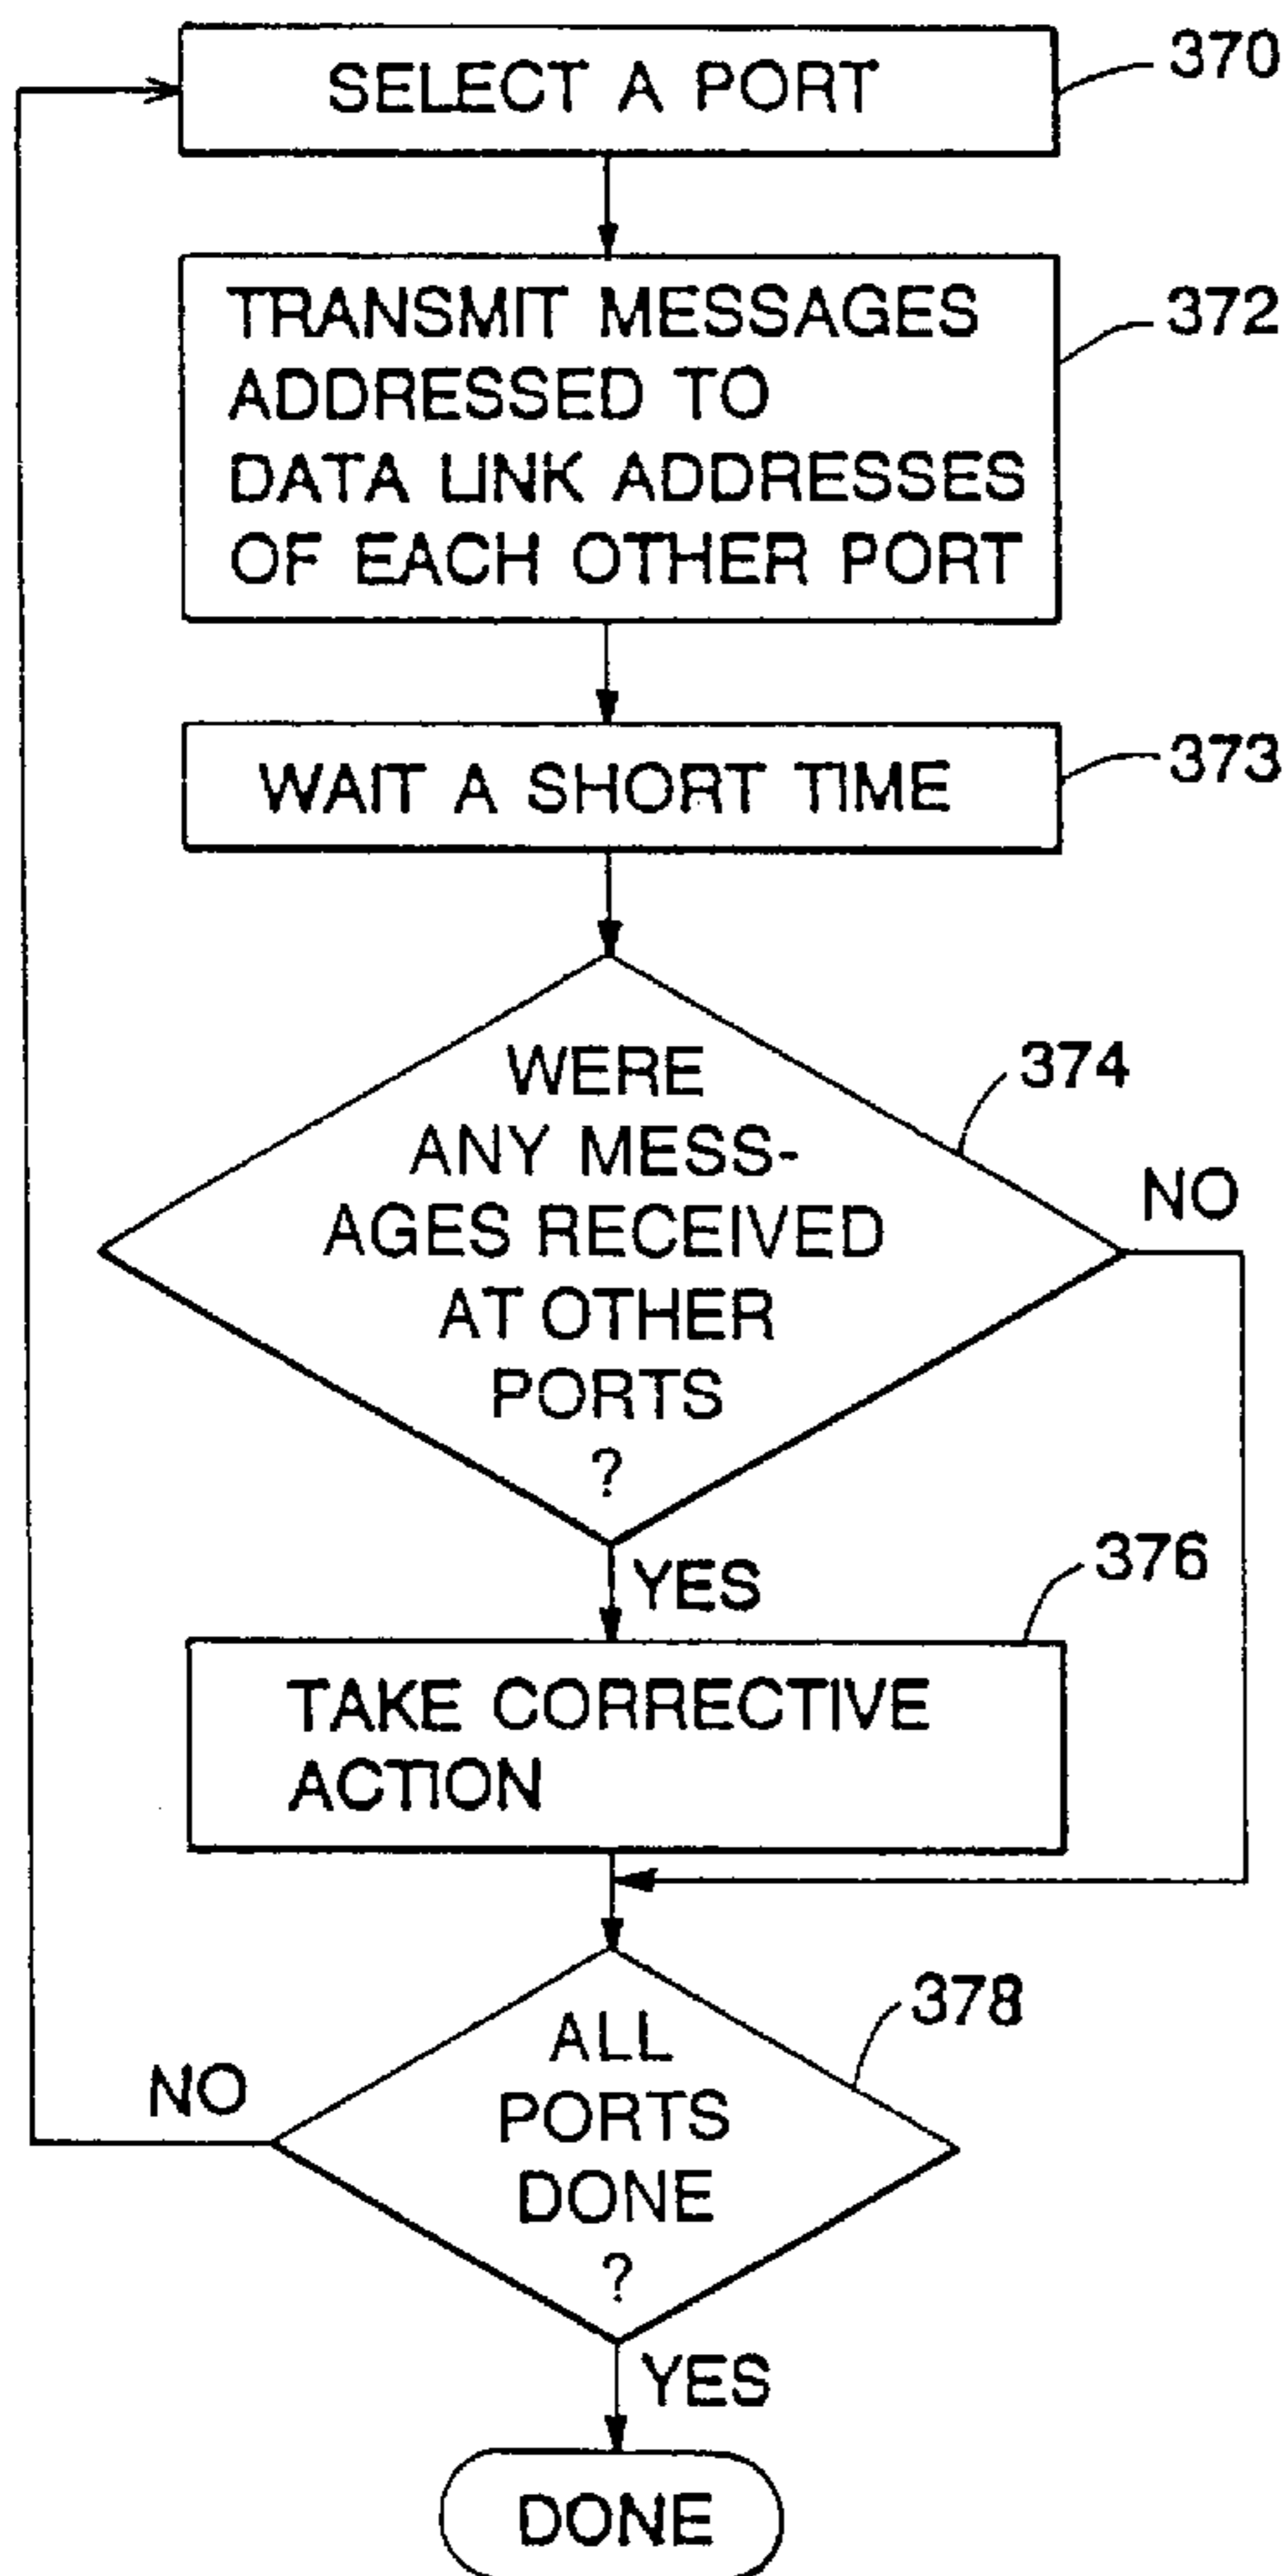 SELECT A PORT
370
TRANSMIT MESSAGES
ADDRESSED TO
DATA LINK ADDRESSES
OF EACH OTHER PORT
372
WAIT A SHORT TIME
373
WERE
ANY MESS-
AGES RECEIVED
AT OTHER
PORTS
?
374
NO
YES
376
TAKE CORRECTIVE
ACTION
378
ALL
PORTS
DONE
?
NO
YES
DONE